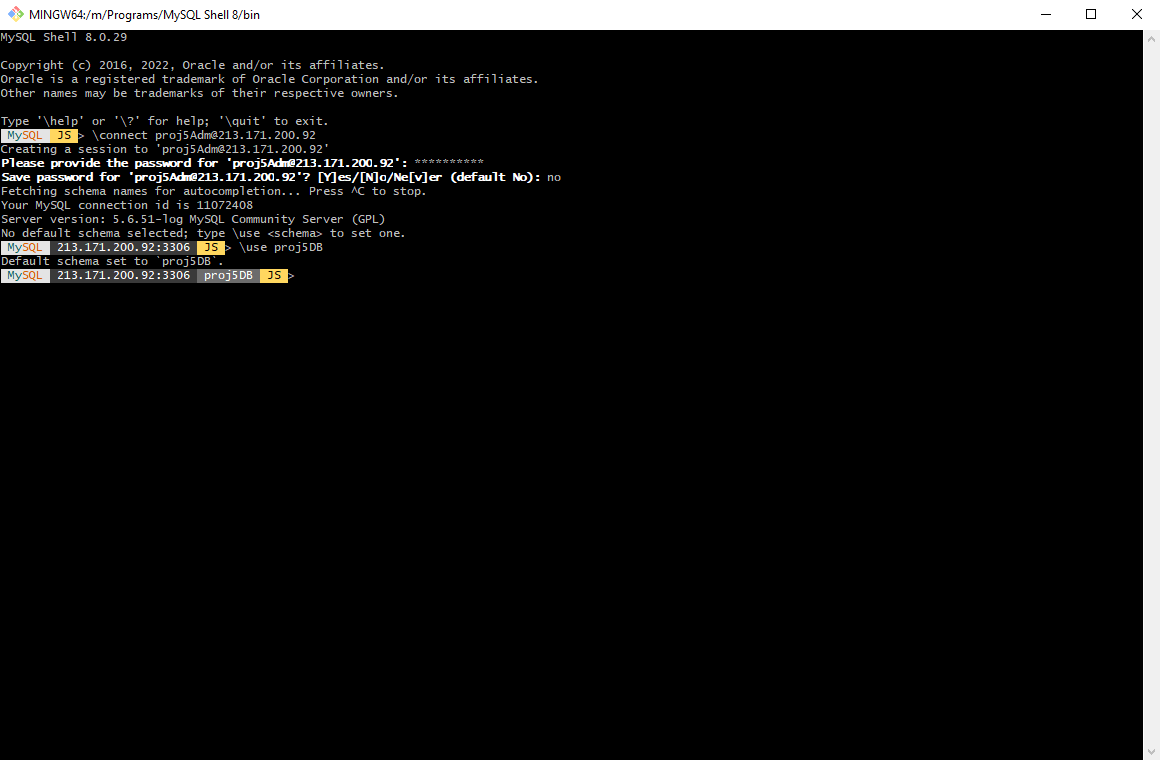 MINGW64:/m/Programs/MySQL Shell 8/bin
MySQL Shell 8.0.29
Copyright (c) 2016, 2022, Oracle and/or its affiliates.
Oracle is a registered trademark of Oracle Corporation and/or its affiliates.
Other names may be trademarks of their respective owners.
Type '\help' or '\?' for help; '\quit' to exit.
MySQL JS > \connect proj5Adm@213.171.200.92
Creating a session to 'proj5Adm@213.171.200.92'
Please provide the password for 'proj5Adm@213.171.200.92': **********
Save password for 'proj5Adm@213.171.200.92'? [Y]es/[N]o/Ne[v]er (default No): no
Fetching schema names for autocompletion... Press ^C to stop.
Your MySQL connection id is 11072408
Server version: 5.6.51-log MySQL Community Server (GPL)
No default schema selected; type \use <schema> to set one.
MySQL 213.171.200.92:3306 JS > \use proj5DB
Default schema set to `proj5DB`.
MySQL 213.171.200.92:3306 proj5DB JS >